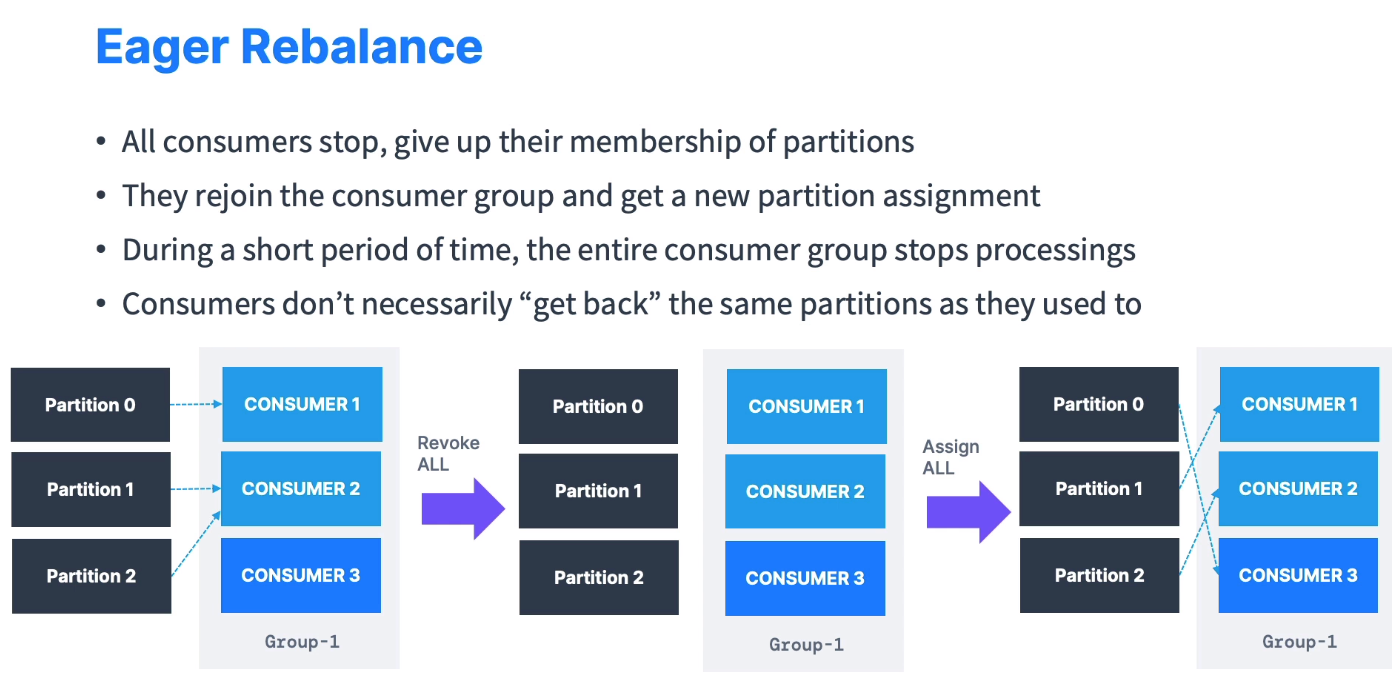 Eager Rebalance
• All consumers stop, give up their membership of partitions
• They rejoin the consumer group and get a new partition assignment
• During a short period of time, the entire consumer group stops processings
• Consumers don’t necessarily “get back” the same partitions as they used to
Partition 0
Partition 1
Partition 2
CONSUMER 1
CONSUMER 2
CONSUMER 3
Group-1
Revoke
ALL
Partition 0
Partition 1
Partition 2
CONSUMER 1
CONSUMER 2
CONSUMER 3
Group-1
Assign
ALL
Partition 0
Partition 1
Partition 2
CONSUMER 1
CONSUMER 2
CONSUMER 3
Group-1